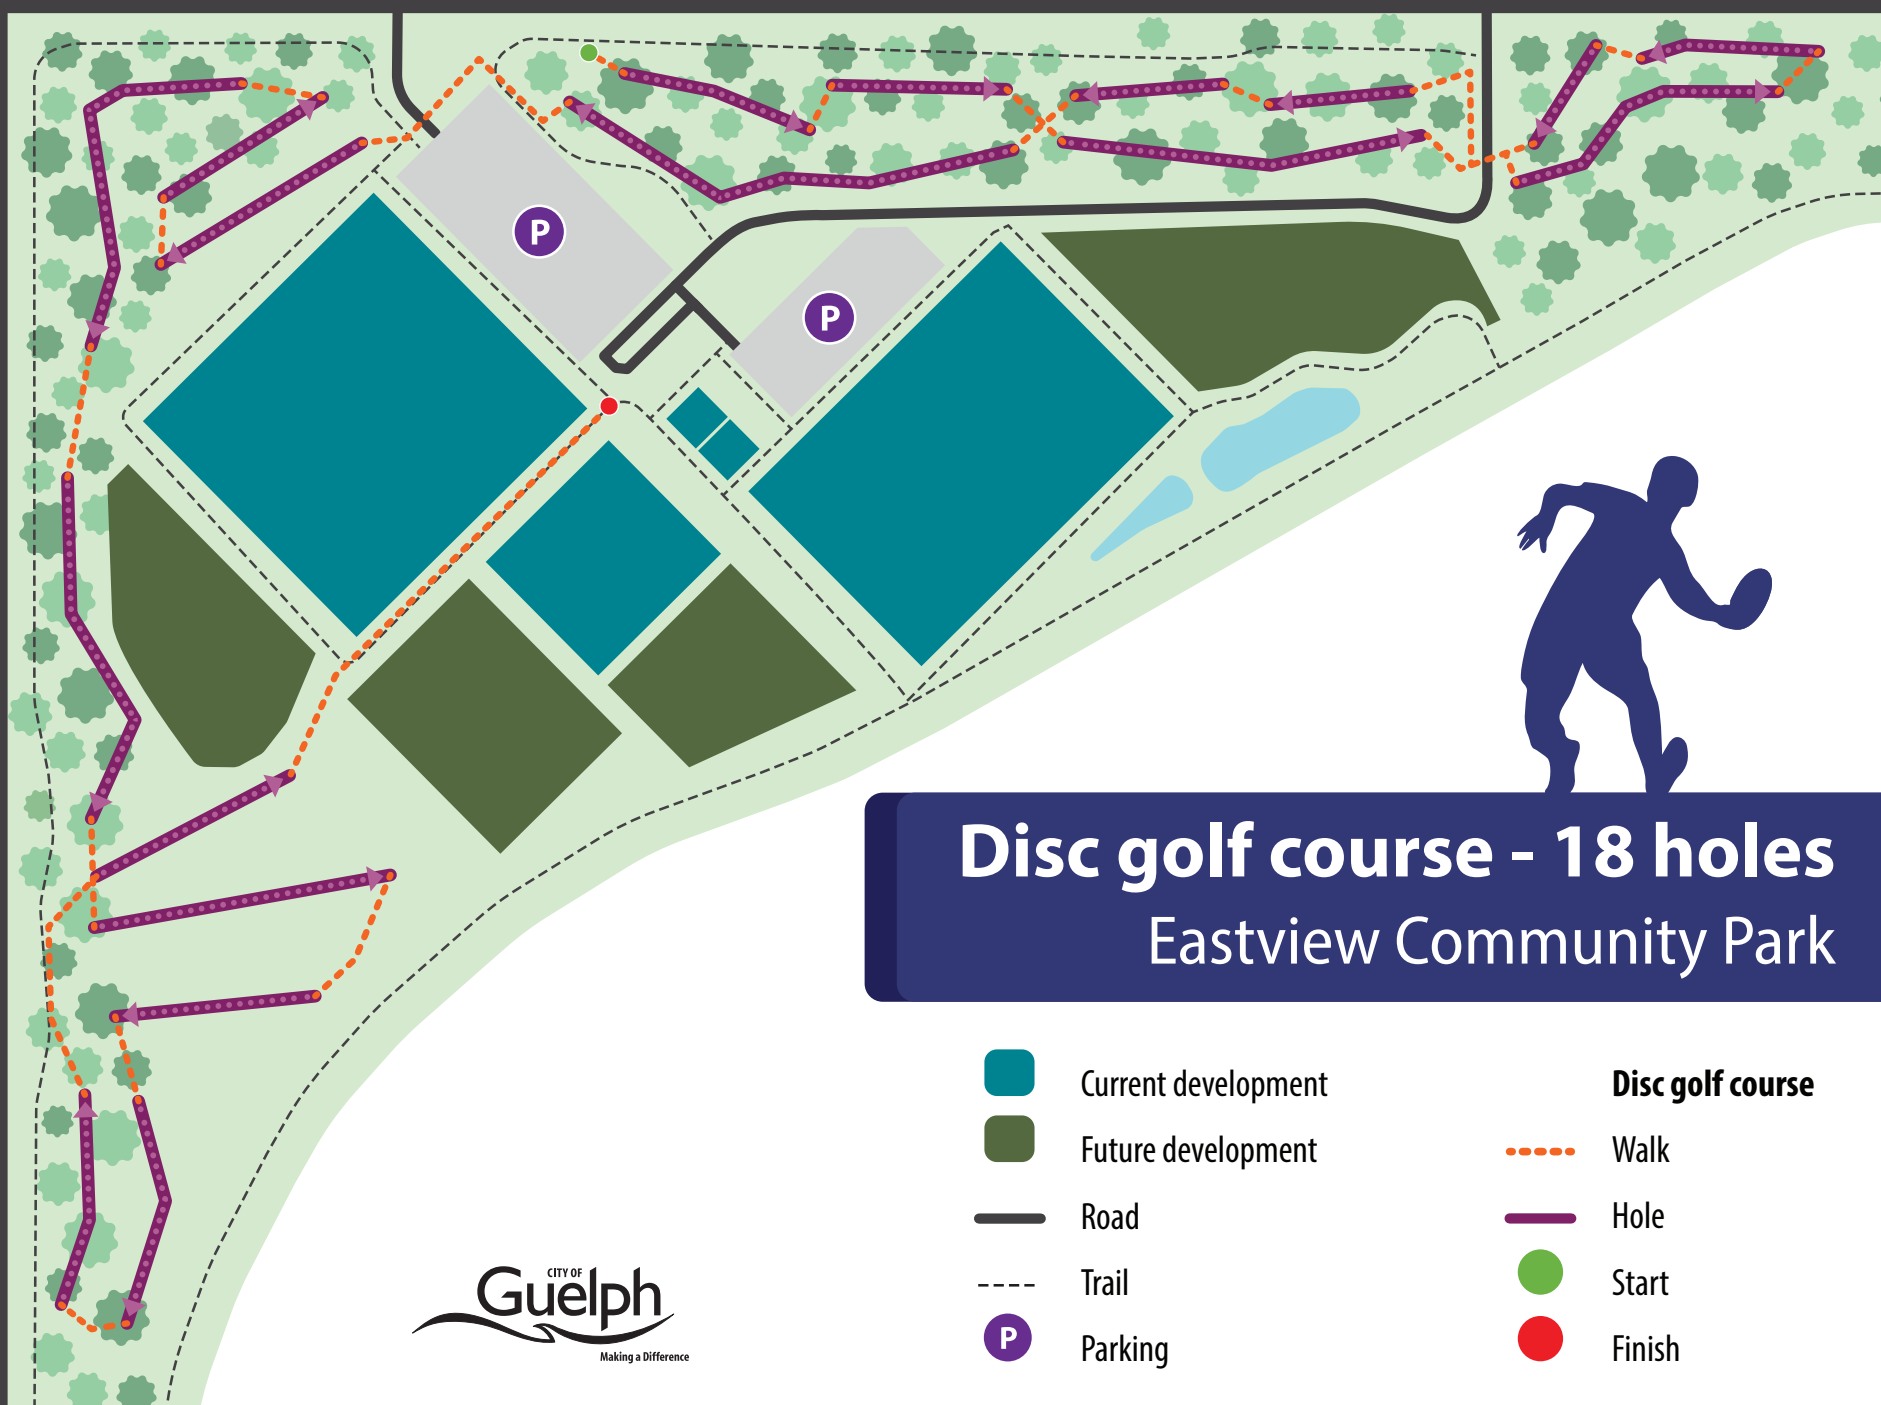 P
P
Disc golf course - 18 holes
Eastview Community Park
Current development
Future development
Road
Trail
P Parking
Disc golf course
Walk
Hole
Start
Finish
CITY OF
Guelph
Making a Difference